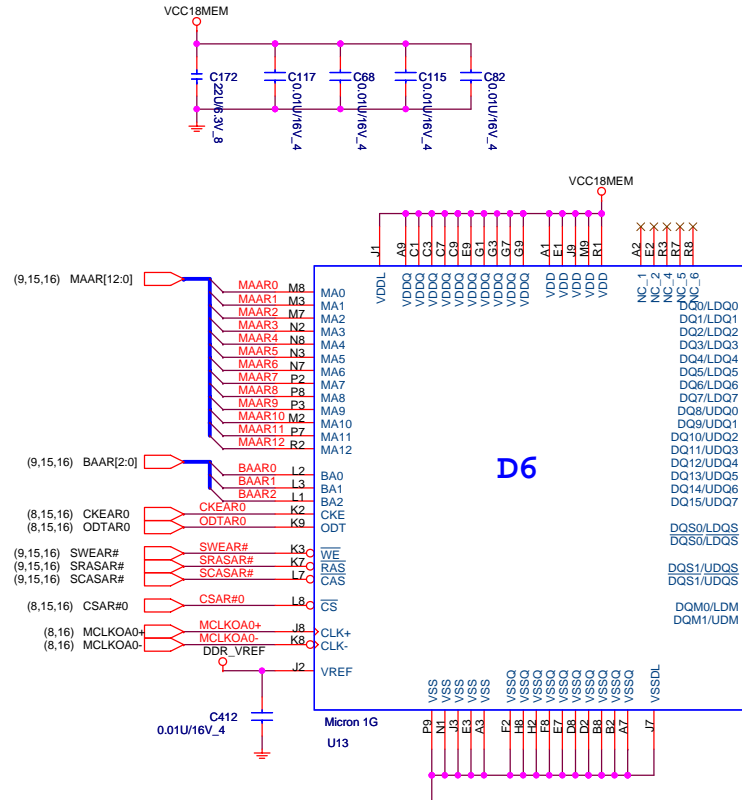 VCC18MEM
C172
22U/6.3V_8
C117
0.01U/16V_4
C68
0.01U/16V_4
C115
0.01U/16V_4
C82
0.01U/16V_4
VCC18MEM
J1
A9
C1
C3
C7
C9
E9
G1
G3
G7
G9
A1
E1
J9
M9
R1
A2
E2
R3
R7
R8
VDDL
VDDQ
VDDQ
VDDQ
VDDQ
VDDQ
VDDQ
VDDQ
VDDQ
VDDQ
VDDQ
VDD
VDD
VDD
VDD
VDD
NC_1
NC_2
NC_4
NC_5
NC_6
(9,15,16) MAAR[12:0]
MAAR0 M8 MA0
MAAR1 M3 MA1
MAAR2 M7 MA2
MAAR3 N2 MA3
MAAR4 N8 MA4
MAAR5 N3 MA5
MAAR6 N7 MA6
MAAR7 P2 MA7
MAAR8 P8 MA8
MAAR9 P3 MA9
MAAR10 M2 MA10
MAAR11 P7 MA11
MAAR12 R2 MA12
(9,15,16) BAAR[2:0]
BAAR0 L2 BA0
BAAR1 L3 BA1
BAAR2 L1 BA2
(8,15,16) CKEAR0 CKEAR0 K2 CKE
(8,15,16) ODTAR0 ODTAR0 K9 ODT
(9,15,16) SWEAR# SWEAR# K3 WE
(9,15,16) SRASAR# SRASAR# K7 RAS
(9,15,16) SCASAR# SCASAR# L7 CAS
(8,15,16) CSAR#0 CSAR#0 L8 CS
(8,16) MCLKOA0+ MCLKOA0+ J8 CLK+
(8,16) MCLKOA0- MCLKOA0- K8 CLK-
DDR_VREF
J2 VREF
C412
0.01U/16V_4
D6
DQ0/LDQ0
DQ1/LDQ1
DQ2/LDQ2
DQ3/LDQ3
DQ4/LDQ4
DQ5/LDQ5
DQ6/LDQ6
DQ7/LDQ7
DQ8/UDQ0
DQ9/UDQ1
DQ10/UDQ2
DQ11/UDQ3
DQ12/UDQ4
DQ13/UDQ5
DQ14/UDQ6
DQ15/UDQ7
DQS0/LDQS
DQS0/LDQS
DQS1/UDQS
DQS1/UDQS
DQM0/LDM
DQM1/UDM
VSS
VSS
VSS
VSS
VSS
VSSQ
VSSQ
VSSQ
VSSQ
VSSQ
VSSQ
VSSQ
VSSQ
VSSQ
VSSQ
VSSDL
Micron 1G
U13
P9
N1
J3
E3
A3
F2
H8
H2
F8
E7
D8
D2
B8
B2
A7
J7